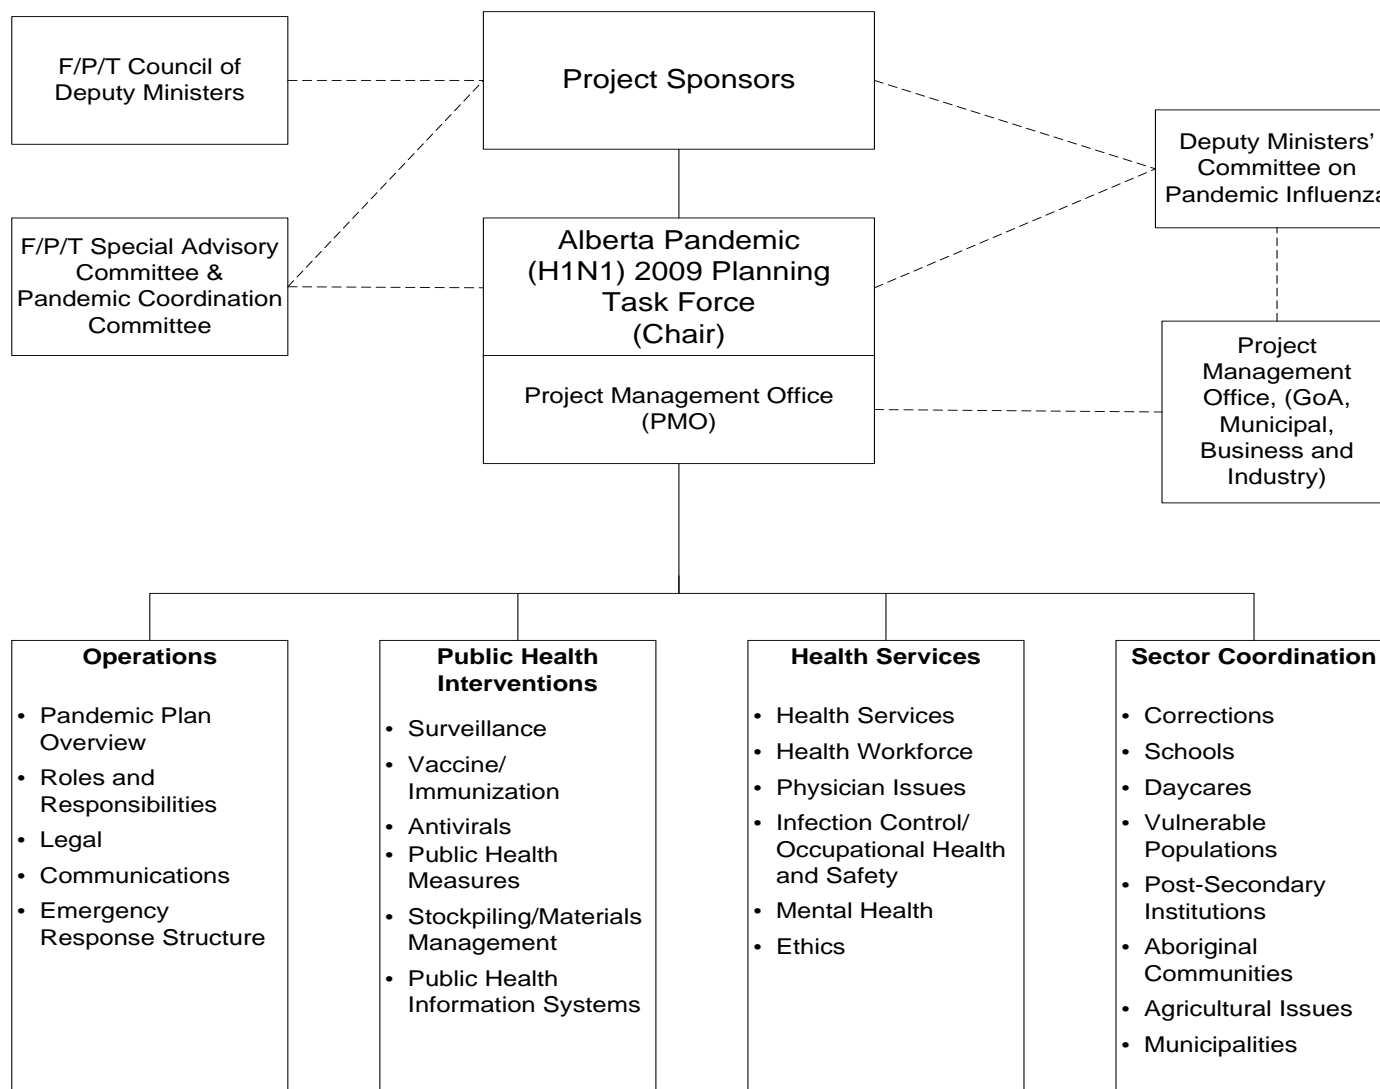 F/P/T Council of
Deputy Ministers
Project Sponsors
Deputy Ministers’
Committee on
Pandemic Influenza
F/P/T Special Advisory
Committee &
Pandemic Coordination
Committee
Alberta Pandemic
(H1N1) 2009 Planning
Task Force
(Chair)
Project Management Office
(PMO)
Project
Management
Office, (GoA,
Municipal,
Business and
Industry)
Operations
• Pandemic Plan
Overview
• Roles and
Responsibilities
• Legal
• Communications
• Emergency
Response Structure
Public Health
Interventions
• Surveillance
• Vaccine/
Immunization
• Antivirals
• Public Health
Measures
• Stockpiling/Materials
Management
• Public Health
Information Systems
Health Services
• Health Services
• Health Workforce
• Physician Issues
• Infection Control/
Occupational Health
and Safety
• Mental Health
• Ethics
Sector Coordination
• Corrections
• Schools
• Daycares
• Vulnerable
Populations
• Post-Secondary
Institutions
• Aboriginal
Communities
• Agricultural Issues
• Municipalities